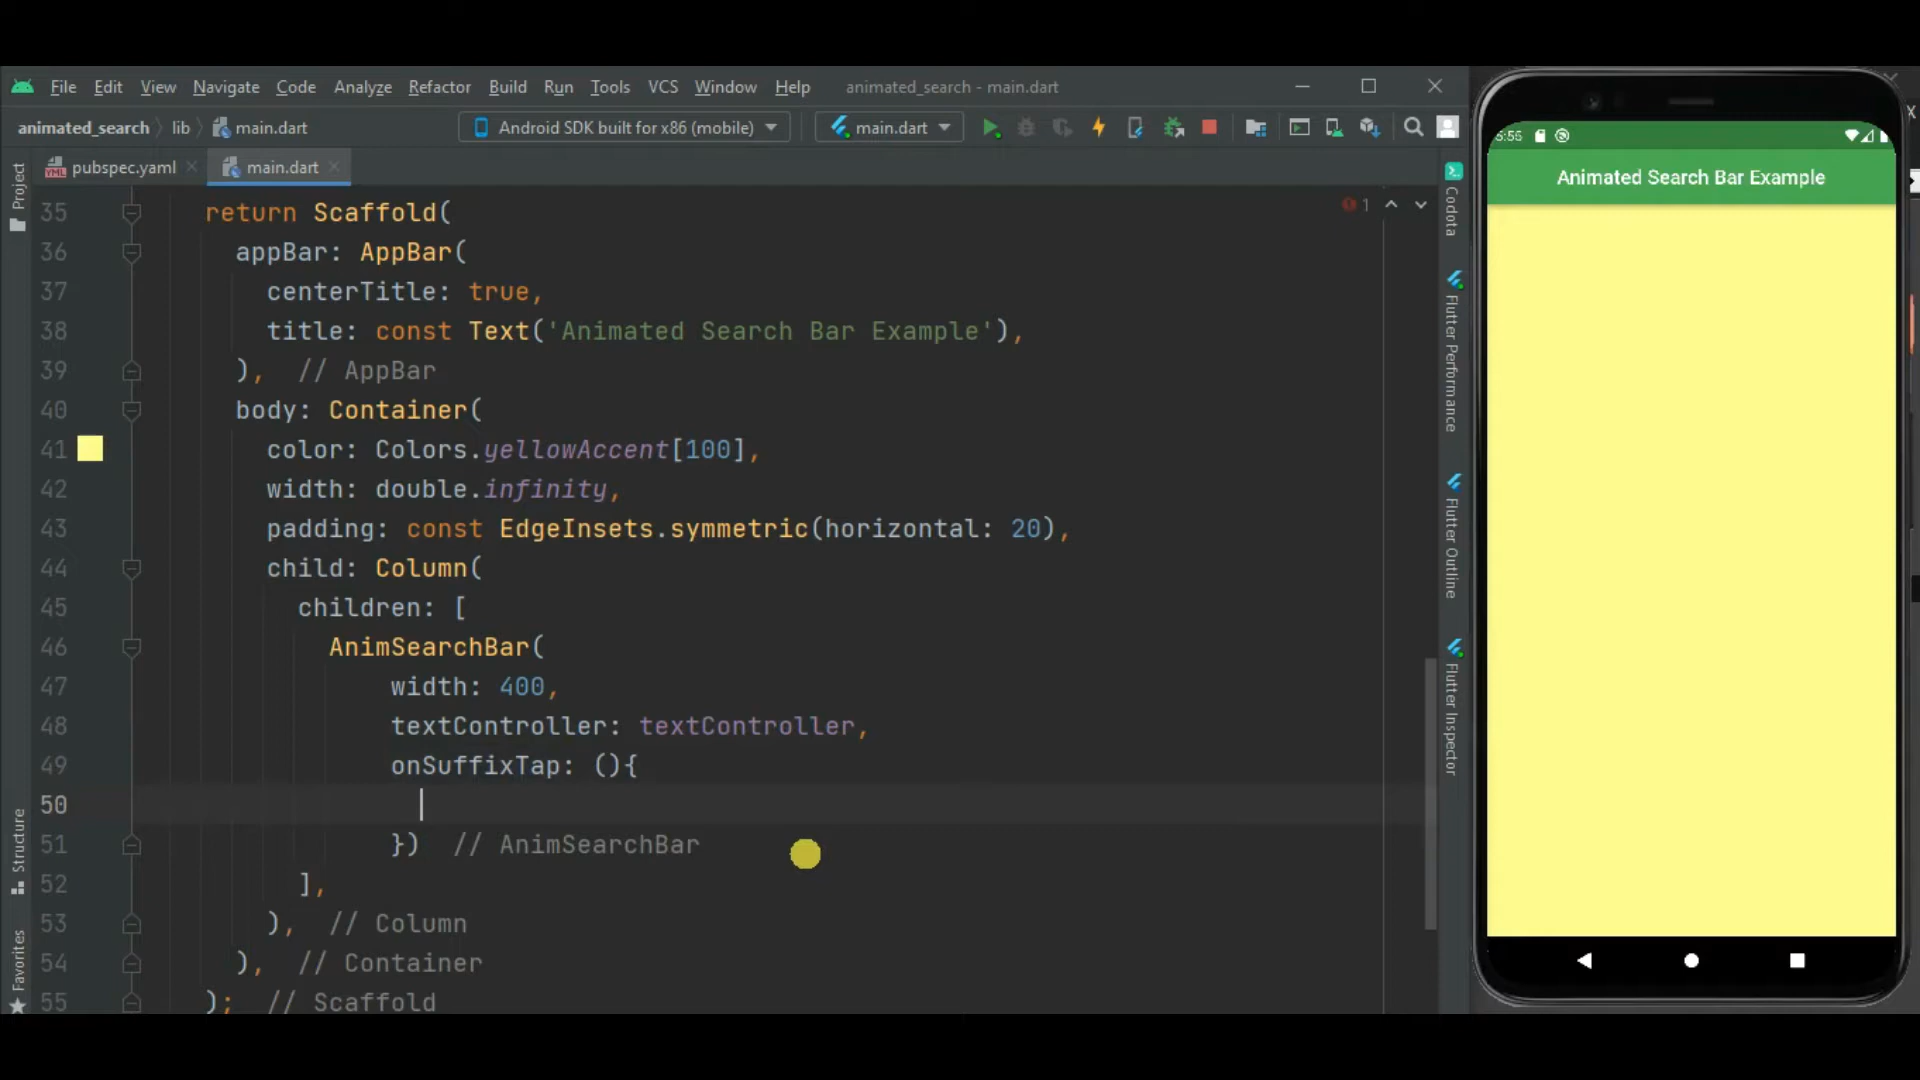 File Edit View Navigate Code Analyze Refactor Build Run Tools VCS Window Help animated_search - main.dart
animated_search lib main.dart Android SDK built for x86 (mobile) main.dart
pubspec.yaml main.dart
Project
Structure
Favorites
35 return Scaffold(
36 appBar: AppBar(
37 centerTitle: true,
38 title: const Text('Animated Search Bar Example'),
39 ), // AppBar
40 body: Container(
41 color: Colors.yellowAccent[100],
42 width: double.infinity,
43 padding: const EdgeInsets.symmetric(horizontal: 20),
44 child: Column(
45 children: [
46 AnimSearchBar(
47 width: 400,
48 textController: textController,
49 onSuffixTap: (){
50
51 }) // AnimSearchBar
52 ],
53 ), // Column
54 ), // Container
55 ); // Scaffold
1
Codota
Flutter Performance
Flutter Outline
Flutter Inspector
5:55
Animated Search Bar Example